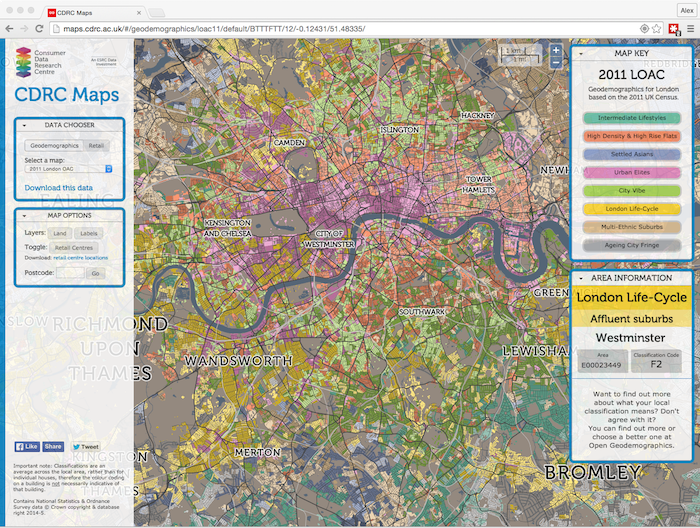 CDRC Maps
Alex
maps.cdrc.ac.uk/#/geodemographics/loac11/default/BTTTFTT/12/-0.12431/51.48335/
Consumer
Data
Research
Centre
An ESRC Data
Investment
CDRC Maps
DATA CHOOSER
Geodemographics Retail
Select a map:
2011 London OAC
Download this data
MAP OPTIONS
Layers: Land Labels
Toggle: Retail Centres
Download: retail centre locations
Postcode: Go
EALING
SLOW
RICHMOND
UPON
THAMES
KINGSTON
UPON
THAMES
Like Share Tweet
Important note: Classifications are an
average across the local area, rather than for
individual houses, therefore the colour coding
on a building is not necessarily indicative of
that building.
Contains National Statistics & Ordnance
Survey data © Crown copyright & database
right 2014-5.
1 km
1 mi
+
−
HACKNEY
ISLINGTON
CAMDEN
TOWER
HAMLETS
NEWH
KENSINGTON
AND CHELSEA
CITY OF
WESTMINSTER
GREEN
SOUTHWARK
WANDSWORTH
LEWISHAM
MERTON
BROMLEY
REDBRIDGE
MAP KEY
2011 LOAC
Geodemographics for London
based on the 2011 UK Census.
Intermediate Lifestyles
High Density & High Rise Flats
Settled Asians
Urban Elites
City Vibe
London Life-Cycle
Multi-Ethnic Suburbs
Ageing City Fringe
AREA INFORMATION
London Life-Cycle
Affluent suburbs
Westminster
Area
E00023449
Classification Code
F2
Want to find out more
about what your local
classification means? Don't
agree with it?
You can find out more or
choose a better one at
Open Geodemographics.